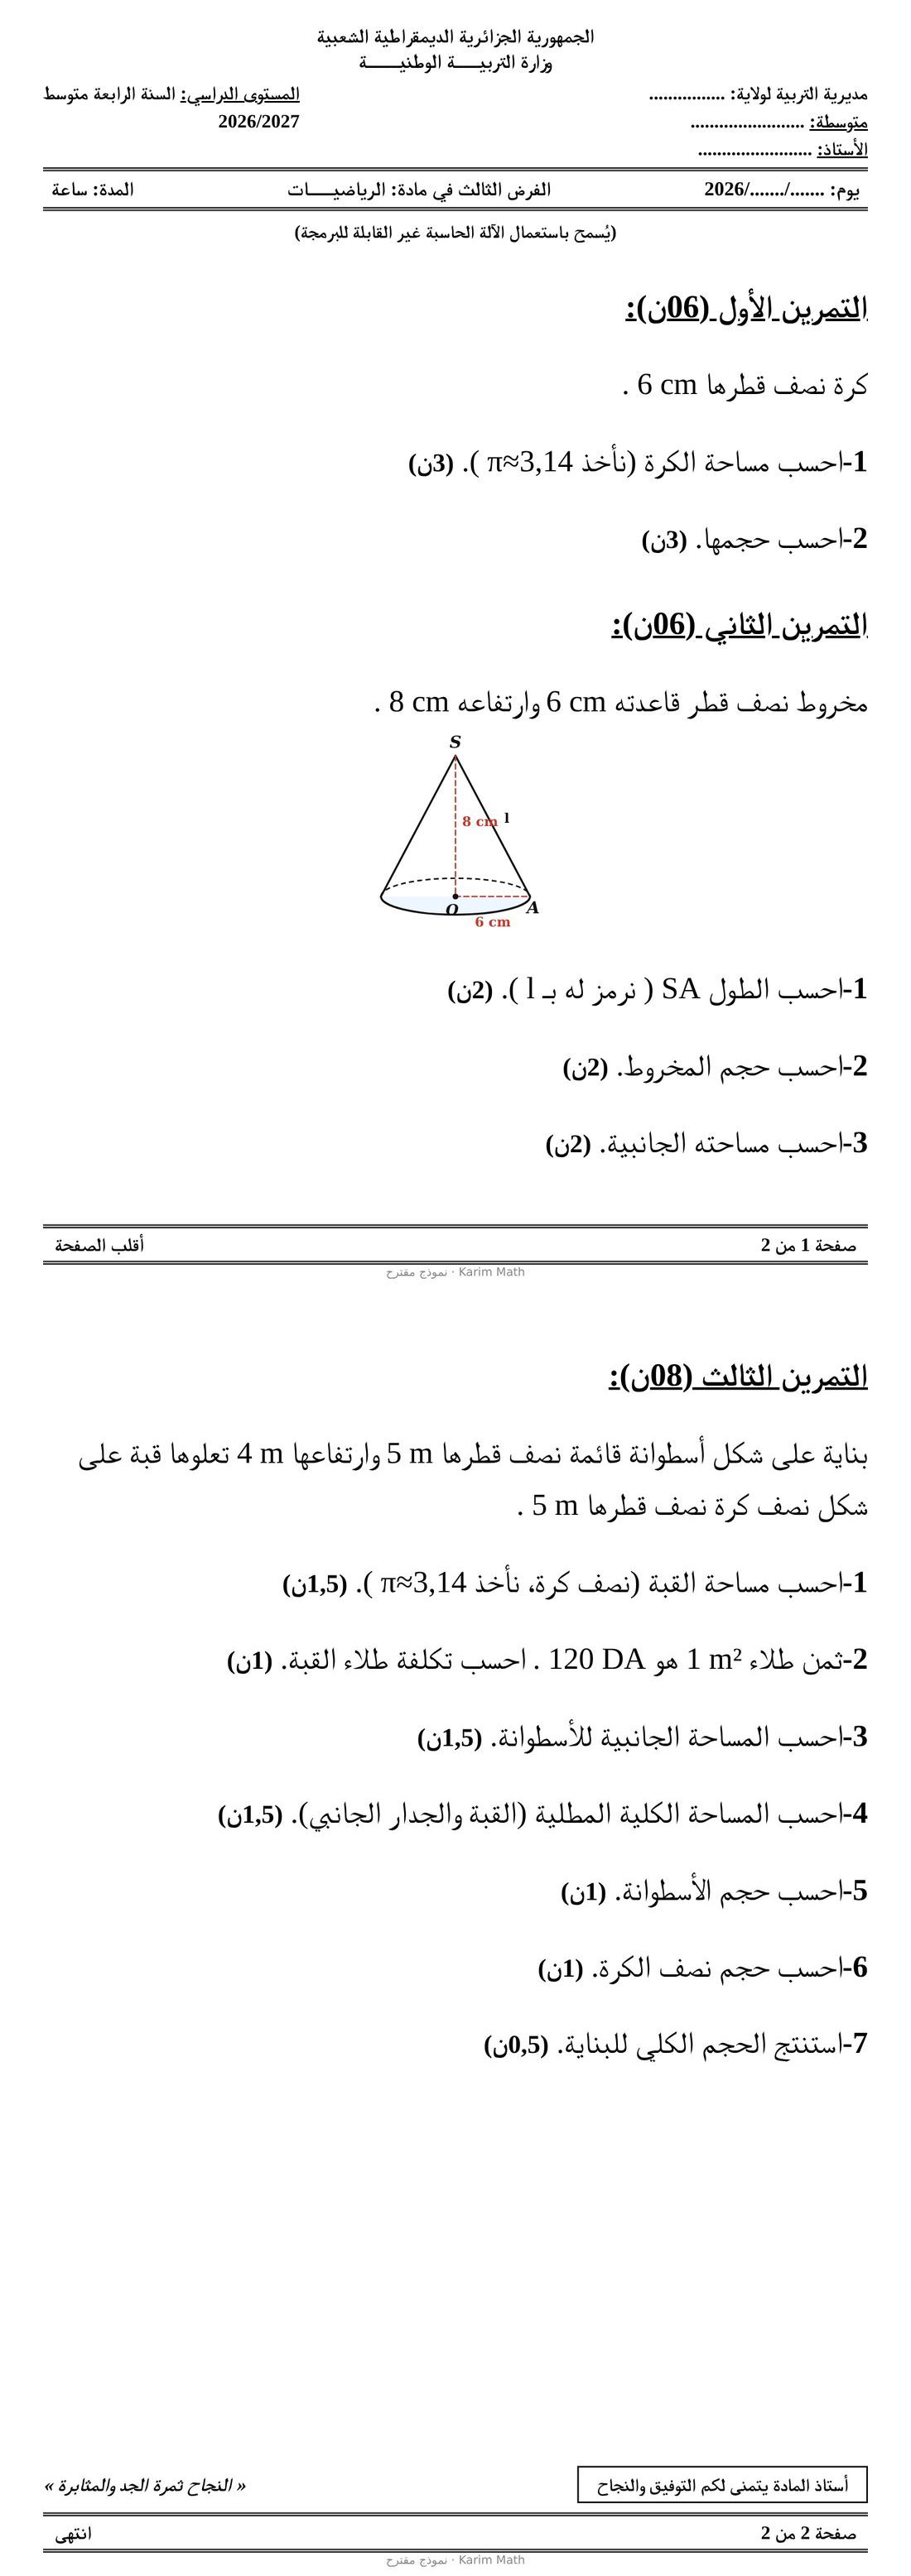 الجمهورية الجزائرية الديمقراطية الشعبية
وزارة التربيــــة الوطنيـــــــة
مديرية التربية لولاية: ................
المستوى الدراسي: السنة الرابعة متوسط
متوسطة: ........................
2026/2027
الأستاذ: ........................
يوم: ......./......./2026
الفرض الثالث في مادة: الرياضيـــــات
المدة: ساعة
(يُسمح باستعمال الآلة الحاسبة غير القابلة للبرمجة)
التمرين الأول (06ن):
كرة نصف قطرها 6 cm .
1-احسب مساحة الكرة (نأخذ π≈3,14 ). (3ن)
2-احسب حجمها. (3ن)
التمرين الثاني (06ن):
مخروط نصف قطر قاعدته 6 cm وارتفاعه 8 cm .
S
8 cm
l
O
A
6 cm
1-احسب الطول SA ( نرمز له بـ l ). (2ن)
2-احسب حجم المخروط. (2ن)
3-احسب مساحته الجانبية. (2ن)
صفحة 1 من 2
أقلب الصفحة
Karim Math · نموذج مقترح
التمرين الثالث (08ن):
بناية على شكل أسطوانة قائمة نصف قطرها 5 m وارتفاعها 4 m تعلوها قبة على
شكل نصف كرة نصف قطرها 5 m .
1-احسب مساحة القبة (نصف كرة، نأخذ π≈3,14 ). (1,5ن)
2-ثمن طلاء 1 m² هو 120 DA . احسب تكلفة طلاء القبة. (1ن)
3-احسب المساحة الجانبية للأسطوانة. (1,5ن)
4-احسب المساحة الكلية المطلية (القبة والجدار الجانبي). (1,5ن)
5-احسب حجم الأسطوانة. (1ن)
6-احسب حجم نصف الكرة. (1ن)
7-استنتج الحجم الكلي للبناية. (0,5ن)
أستاذ المادة يتمنى لكم التوفيق والنجاح
« النجاح ثمرة الجد والمثابرة »
صفحة 2 من 2
انتهى
Karim Math · نموذج مقترح